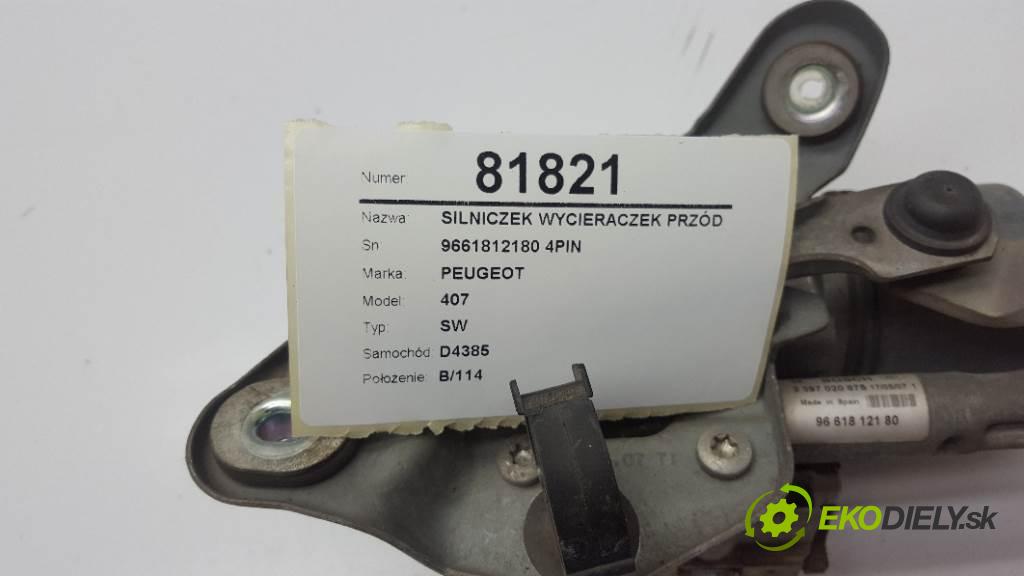 Numer: 81821
Nazwa: SILNICZEK WYCIERACZEK PRZÓD
Sn 9661812180 4PIN
Marka: PEUGEOT
Model: 407
Typ: SW
Samochód D4385
Położenie: B/114
BOSCH
Made in Spain
96 618 121 80
EKODIELY.sk